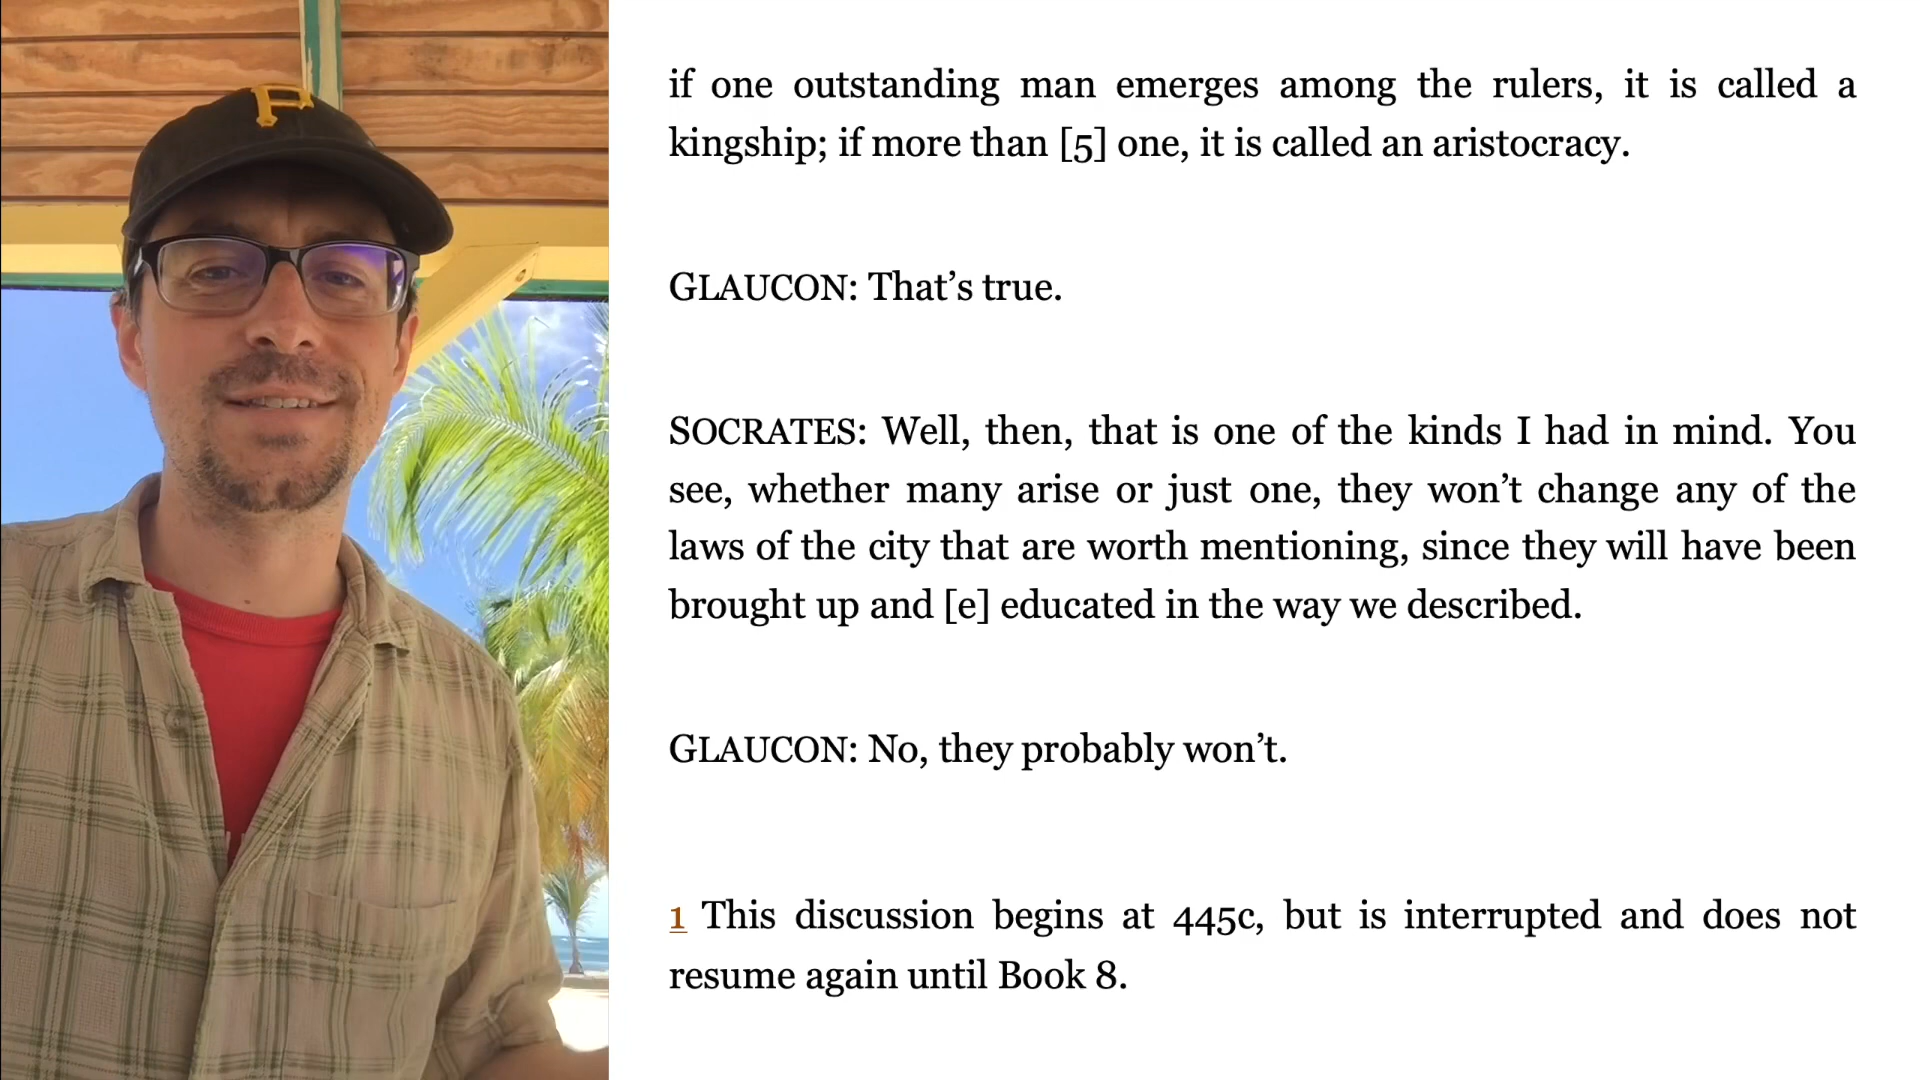 P
if one outstanding man emerges among the rulers, it is called a
kingship; if more than [5] one, it is called an aristocracy.
GLAUCON: That’s true.
SOCRATES: Well, then, that is one of the kinds I had in mind. You
see, whether many arise or just one, they won’t change any of the
laws of the city that are worth mentioning, since they will have been
brought up and [e] educated in the way we described.
GLAUCON: No, they probably won’t.
1 This discussion begins at 445c, but is interrupted and does not
resume again until Book 8.